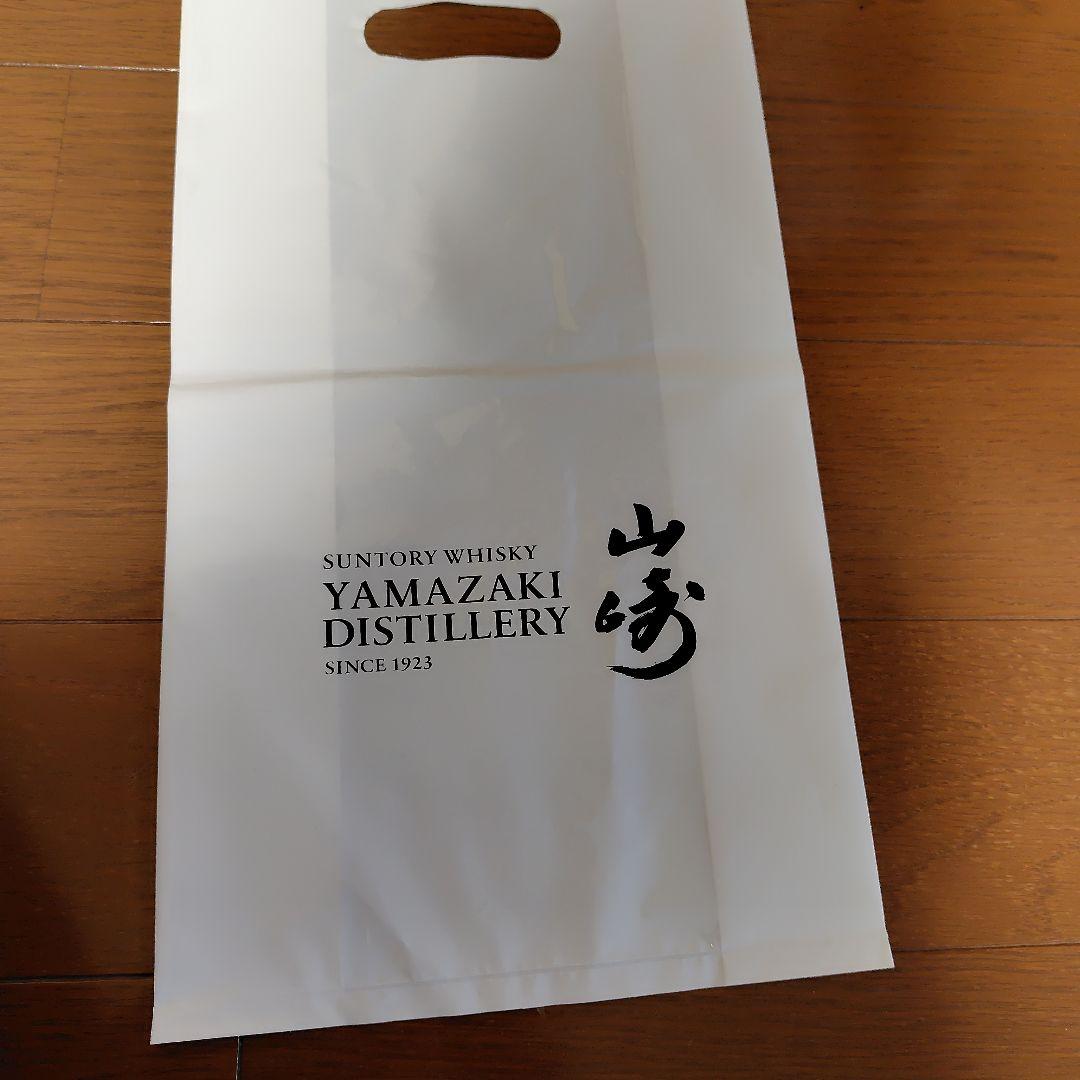 SUNTORY WHISKY
YAMAZAKI
DISTILLERY
SINCE 1923
山崎